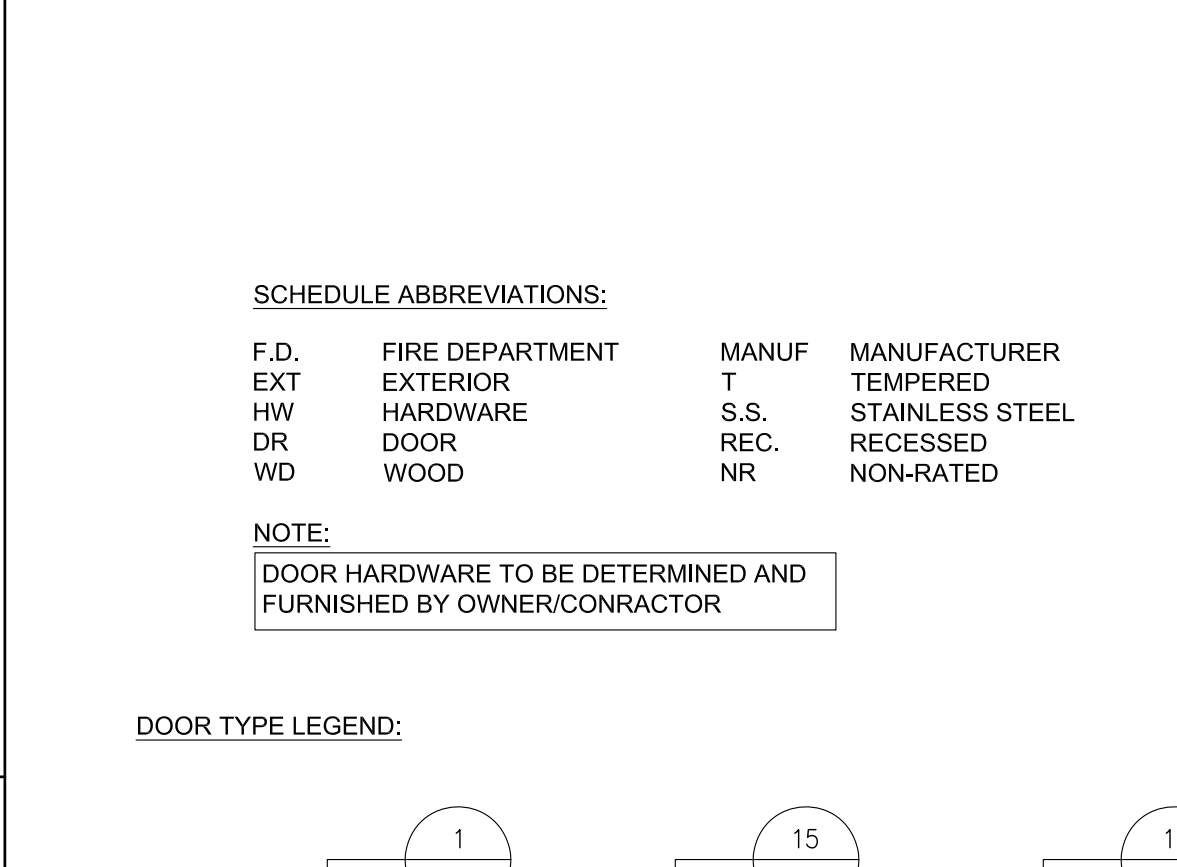 SCHEDULE ABBREVIATIONS:
F.D. FIRE DEPARTMENT MANUF MANUFACTURER
EXT EXTERIOR T TEMPERED
HW HARDWARE S.S. STAINLESS STEEL
DR DOOR REC. RECESSED
WD WOOD NR NON-RATED
NOTE:
DOOR HARDWARE TO BE DETERMINED AND
FURNISHED BY OWNER/CONRACTOR
DOOR TYPE LEGEND:
1 15